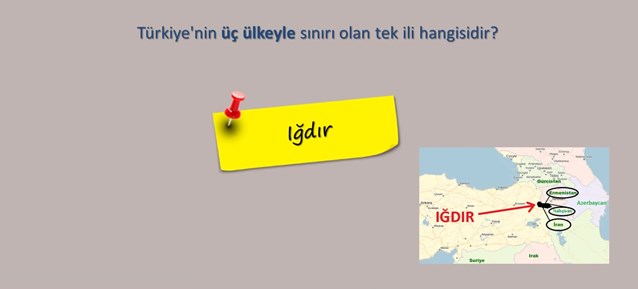 Türkiye'nin üç ülkeyle sınırı olan tek ili hangisidir?
Iğdır
Gürcistan
Ermenistan
Azerbaycan
IĞDIR
Nahçıvan
İran
Irak
Suriye